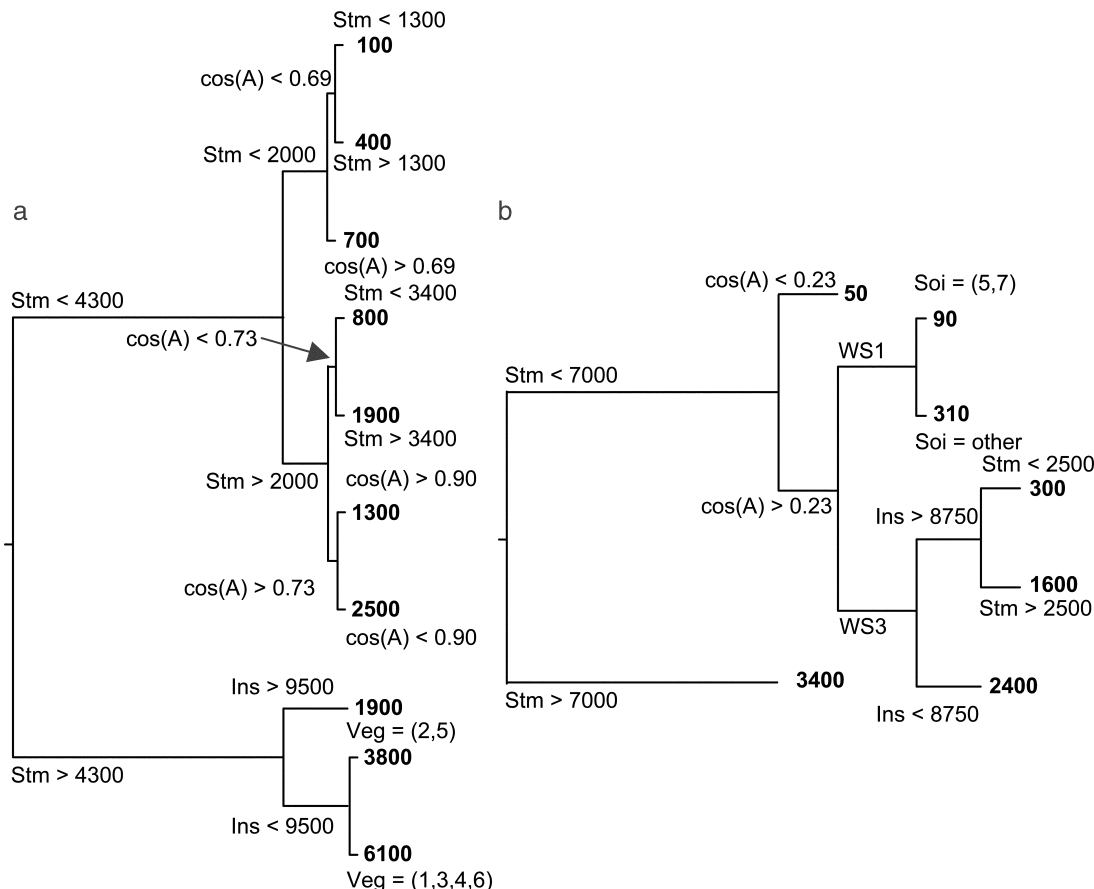 a
Stm < 1300
100
cos(A) < 0.69
400
Stm < 2000
Stm > 1300
700
cos(A) > 0.69
Stm < 4300
Stm < 3400
800
cos(A) < 0.73
1900
Stm > 3400
Stm > 2000
cos(A) > 0.90
1300
cos(A) > 0.73
2500
cos(A) < 0.90
Ins > 9500
1900
Veg = (2,5)
3800
Stm > 4300
Ins < 9500
6100
Veg = (1,3,4,6)
b
cos(A) < 0.23
50
Soi = (5,7)
90
WS1
Stm < 7000
310
Soi = other
Stm < 2500
300
cos(A) > 0.23
Ins > 8750
1600
Stm > 2500
WS3
3400
2400
Stm > 7000
Ins < 8750